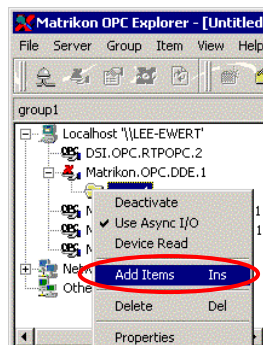 Matrikon OPC Explorer - [Untitled
File Server Group Item View Help
group1
Localhost '\\LEE-EWERT'
DSI.OPC.RTPOPC.2
Matrikon.OPC.DDE.1
Deactivate
Use Async I/O
Device Read
Add Items Ins
Delete Del
Properties